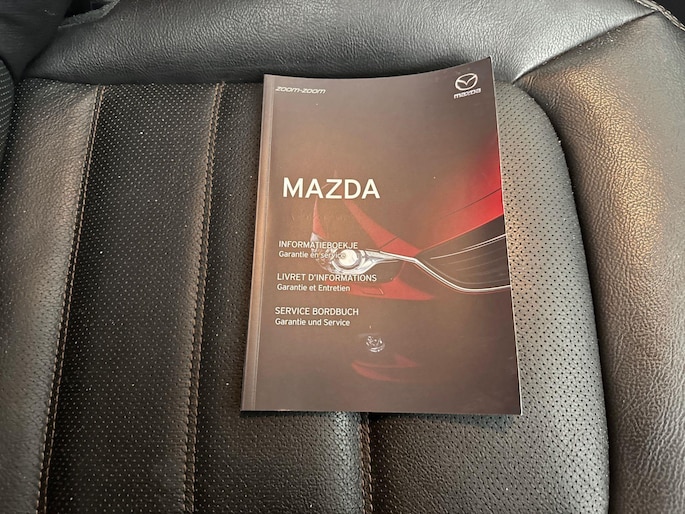 zoom-zoom
mazda
MAZDA
INFORMATIEBOEKJE
Garantie en service
LIVRET D'INFORMATIONS
Garantie et Entretien
SERVICE BORDBUCH
Garantie und Service